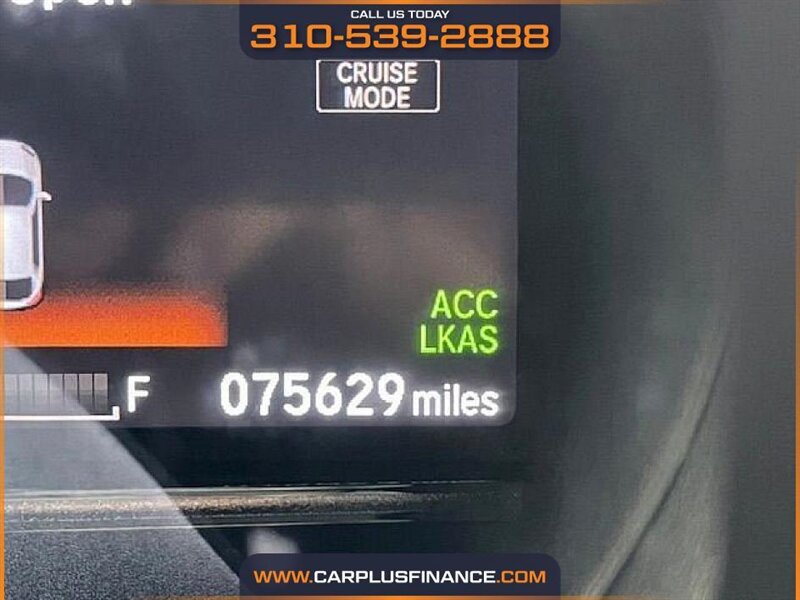 CALL US TODAY
310-539-2888
CRUISE
MODE
ACC
LKAS
F 075629 miles
WWW.CARPLUSFINANCE.COM